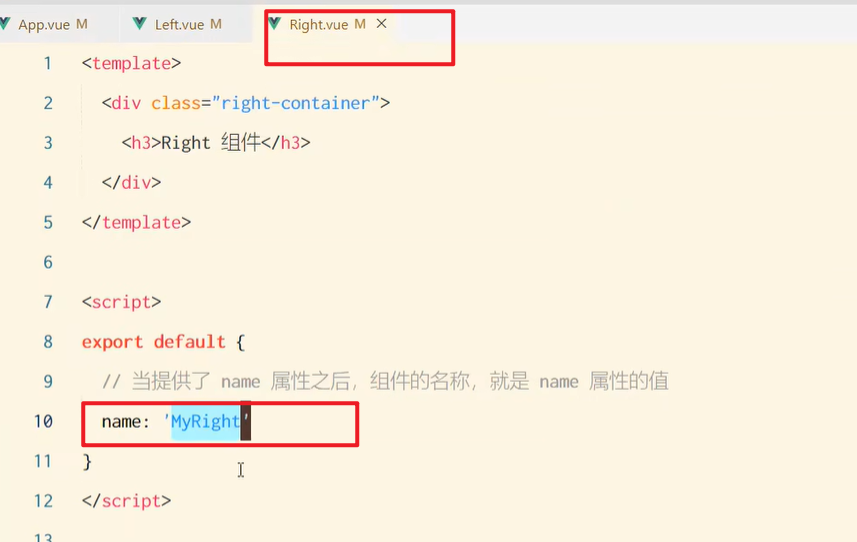 App.vue M Left.vue M Right.vue M
1 <template>
2 <div class="right-container">
3 <h3>Right 组件</h3>
4 </div>
5 </template>
6
7 <script>
8 export default {
9 // 当提供了 name 属性之后，组件的名称，就是 name 属性的值
10 name: 'MyRight'
11 }
12 </script>
13